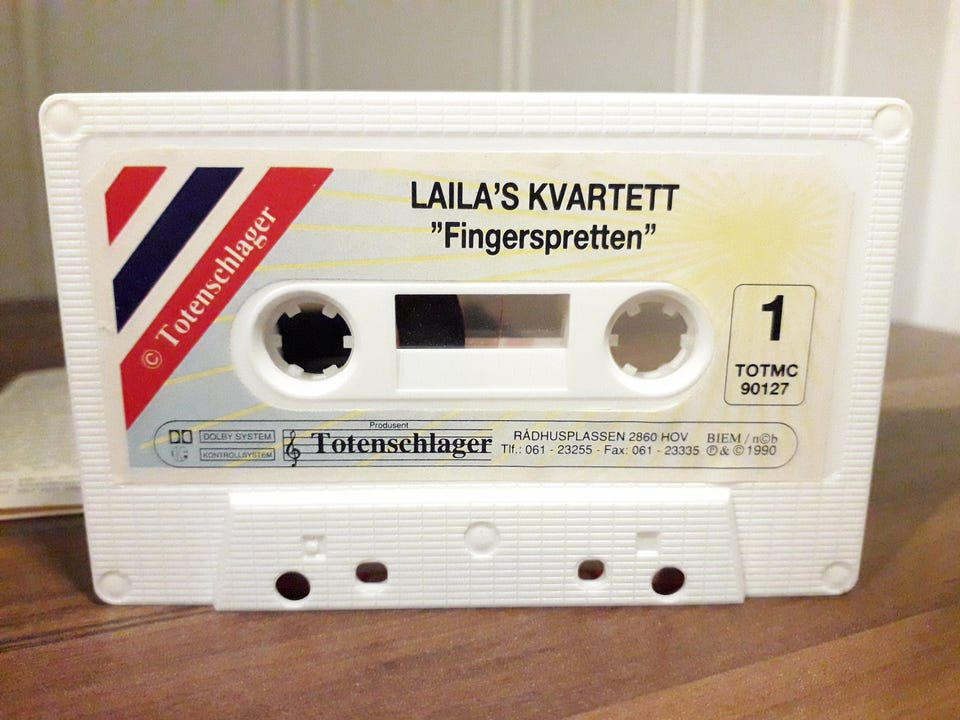 LAILA'S KVARTETT
”Fingerspretten”
© Totenschlager
1
TOTMC
90127
DOLBY SYSTEM
KONTROLLSYSTEM
Produsent
Totenschlager
RÅDHUSPLASSEN 2860 HOV
Tlf.: 061 - 23255 - Fax: 061 - 23335
BIEM / n©b
℗ & © 1990